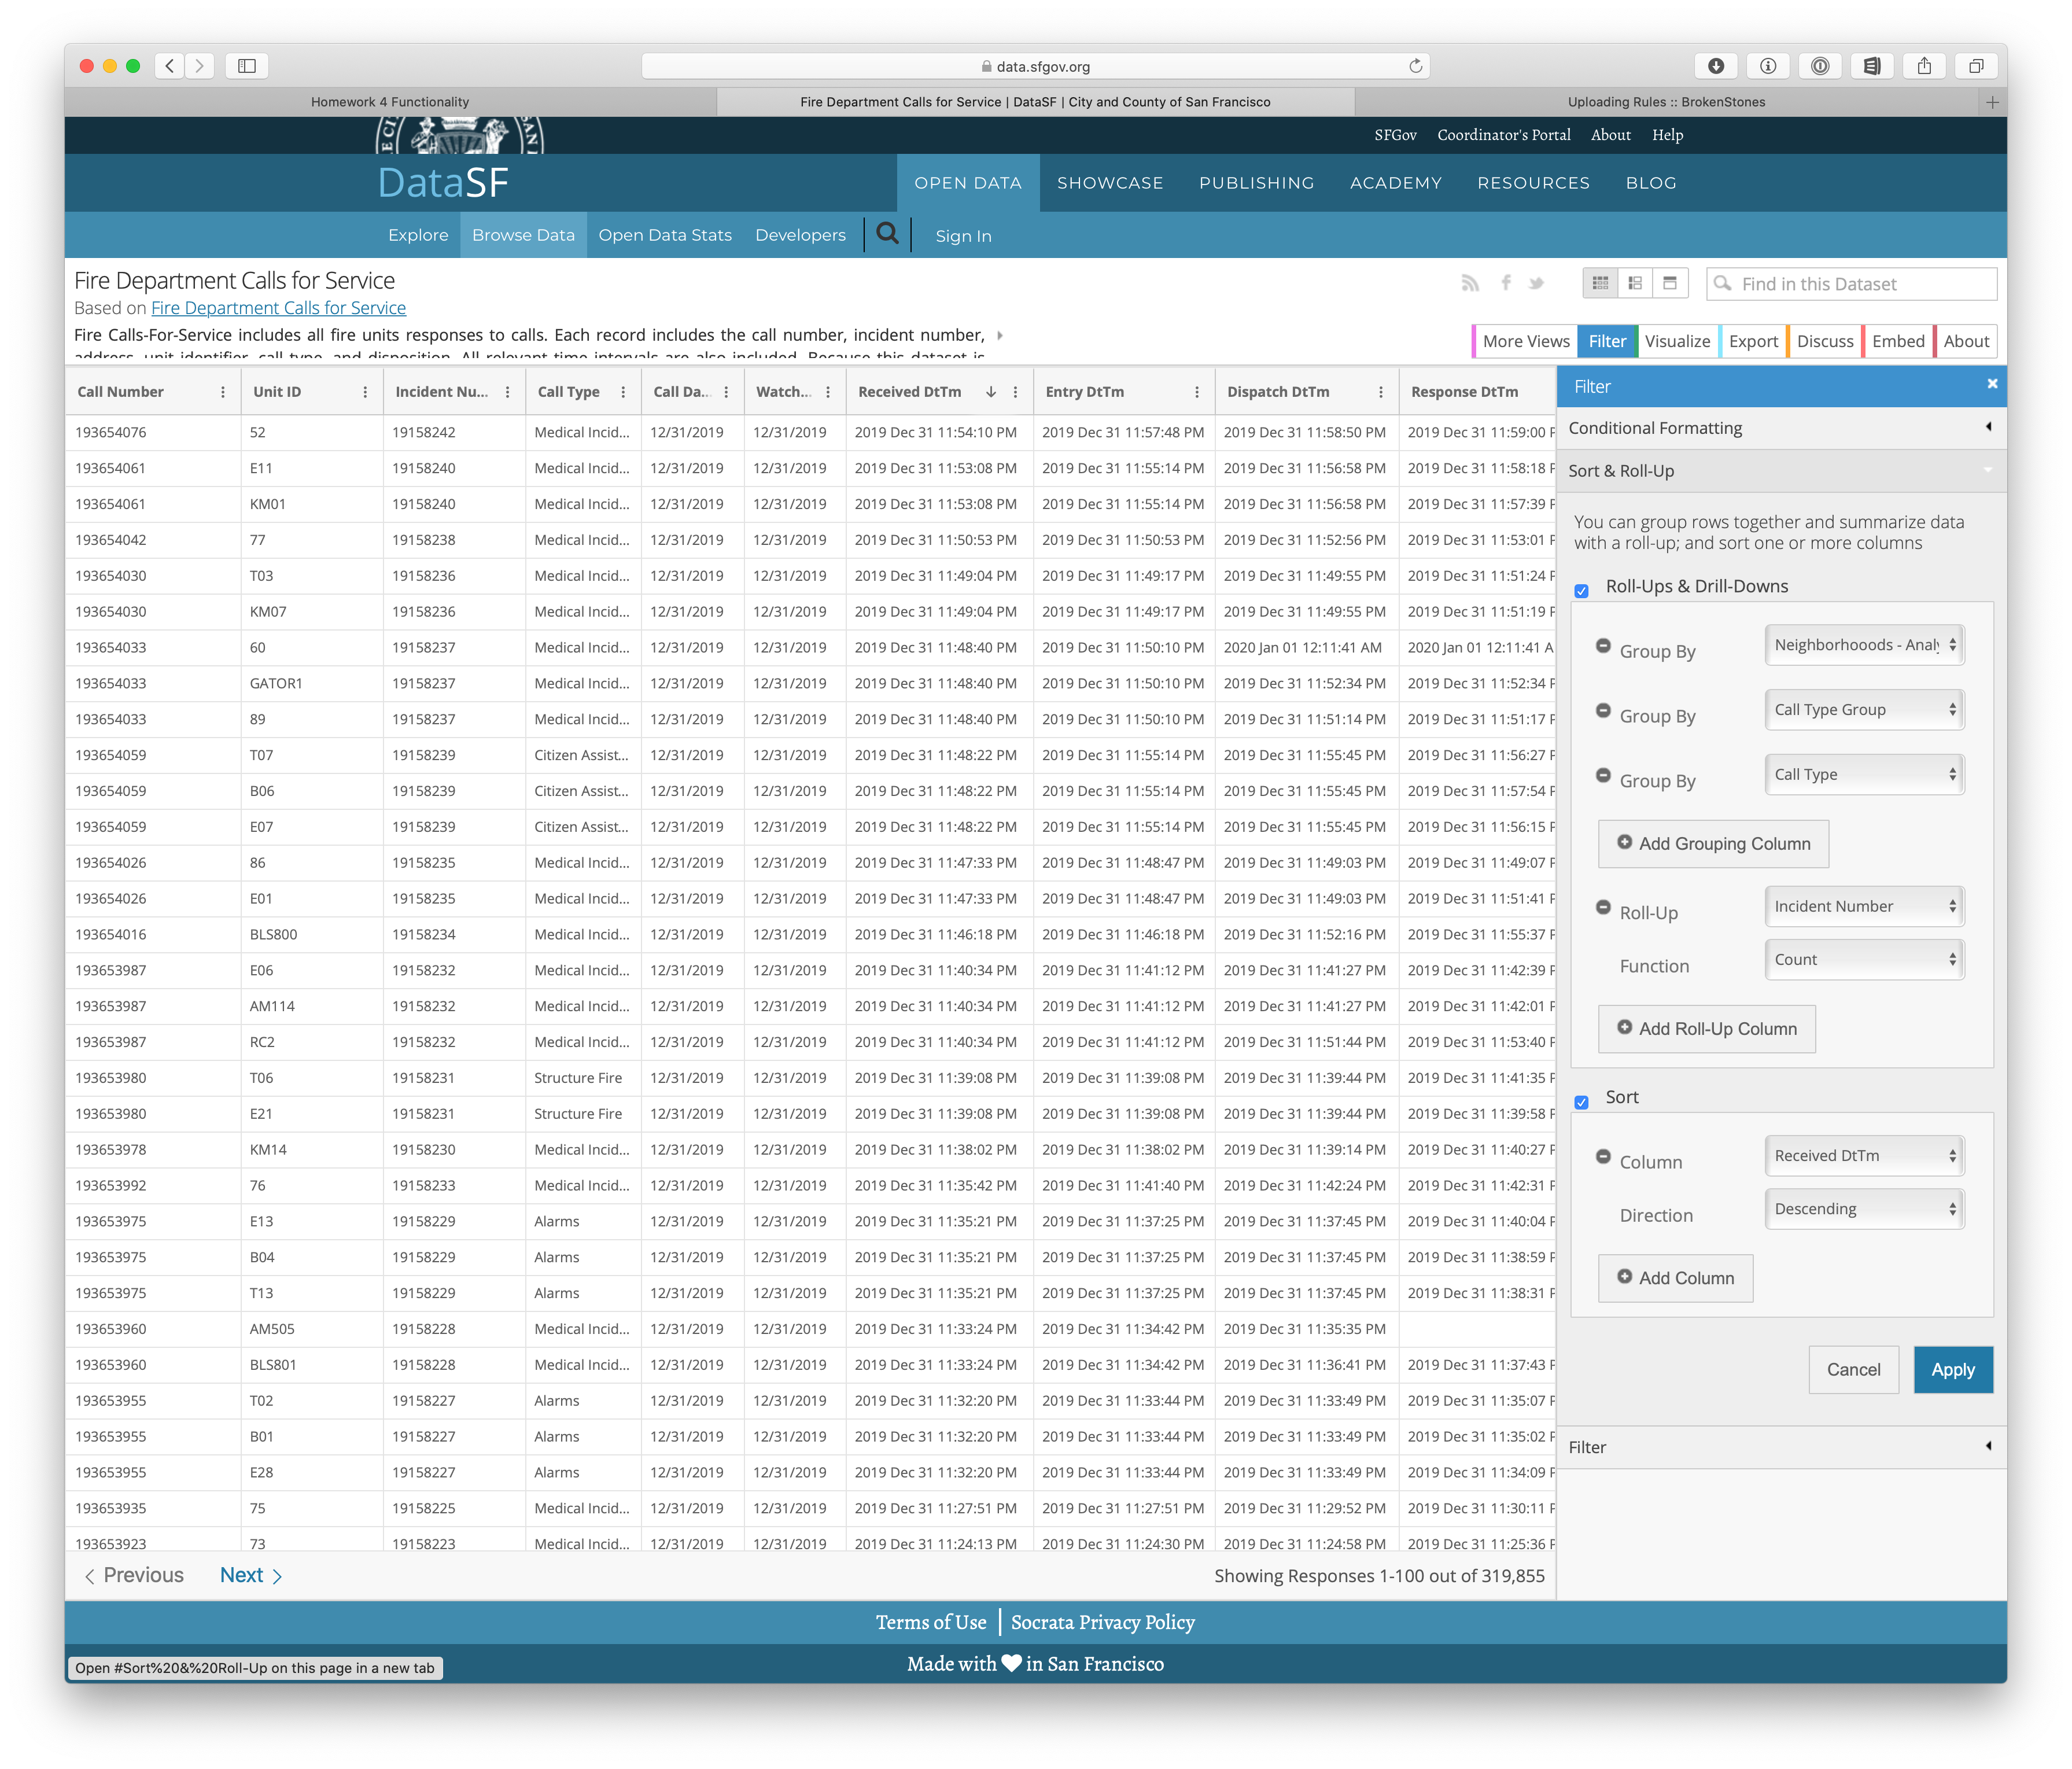 data.sfgov.org
Homework 4 Functionality
Fire Department Calls for Service | DataSF | City and County of San Francisco
Uploading Rules :: BrokenStones
SFGov Coordinator's Portal About Help
DataSF
OPEN DATA SHOWCASE PUBLISHING ACADEMY RESOURCES BLOG
Explore Browse Data Open Data Stats Developers Sign In
Fire Department Calls for Service
Based on Fire Department Calls for Service
Fire Calls-For-Service includes all fire units responses to calls. Each record includes the call number, incident number,
address, unit identifier, call type, and disposition. All relevant time intervals are also included. Because this dataset is
Find in this Dataset
More Views Filter Visualize Export Discuss Embed About
Call Number Unit ID Incident Nu... Call Type Call Da... Watch... Received DtTm Entry DtTm Dispatch DtTm Response DtTm
193654076 52 19158242 Medical Incid... 12/31/2019 12/31/2019 2019 Dec 31 11:54:10 PM 2019 Dec 31 11:57:48 PM 2019 Dec 31 11:58:50 PM 2019 Dec 31 11:59:00 P
193654061 E11 19158240 Medical Incid... 12/31/2019 12/31/2019 2019 Dec 31 11:53:08 PM 2019 Dec 31 11:55:14 PM 2019 Dec 31 11:56:58 PM 2019 Dec 31 11:58:18 P
193654061 KM01 19158240 Medical Incid... 12/31/2019 12/31/2019 2019 Dec 31 11:53:08 PM 2019 Dec 31 11:55:14 PM 2019 Dec 31 11:56:58 PM 2019 Dec 31 11:57:39 P
193654042 77 19158238 Medical Incid... 12/31/2019 12/31/2019 2019 Dec 31 11:50:53 PM 2019 Dec 31 11:50:53 PM 2019 Dec 31 11:52:56 PM 2019 Dec 31 11:53:01 P
193654030 T03 19158236 Medical Incid... 12/31/2019 12/31/2019 2019 Dec 31 11:49:04 PM 2019 Dec 31 11:49:17 PM 2019 Dec 31 11:49:55 PM 2019 Dec 31 11:51:24 P
193654030 KM07 19158236 Medical Incid... 12/31/2019 12/31/2019 2019 Dec 31 11:49:04 PM 2019 Dec 31 11:49:17 PM 2019 Dec 31 11:49:55 PM 2019 Dec 31 11:51:19 P
193654033 60 19158237 Medical Incid... 12/31/2019 12/31/2019 2019 Dec 31 11:48:40 PM 2019 Dec 31 11:50:10 PM 2020 Jan 01 12:11:41 AM 2020 Jan 01 12:11:41 A
193654033 GATOR1 19158237 Medical Incid... 12/31/2019 12/31/2019 2019 Dec 31 11:48:40 PM 2019 Dec 31 11:50:10 PM 2019 Dec 31 11:52:34 PM 2019 Dec 31 11:52:34 P
193654033 89 19158237 Medical Incid... 12/31/2019 12/31/2019 2019 Dec 31 11:48:40 PM 2019 Dec 31 11:50:10 PM 2019 Dec 31 11:51:14 PM 2019 Dec 31 11:51:17 P
193654059 T07 19158239 Citizen Assist... 12/31/2019 12/31/2019 2019 Dec 31 11:48:22 PM 2019 Dec 31 11:55:14 PM 2019 Dec 31 11:55:45 PM 2019 Dec 31 11:56:27 P
193654059 B06 19158239 Citizen Assist... 12/31/2019 12/31/2019 2019 Dec 31 11:48:22 PM 2019 Dec 31 11:55:14 PM 2019 Dec 31 11:55:45 PM 2019 Dec 31 11:57:54 P
193654059 E07 19158239 Citizen Assist... 12/31/2019 12/31/2019 2019 Dec 31 11:48:22 PM 2019 Dec 31 11:55:14 PM 2019 Dec 31 11:55:45 PM 2019 Dec 31 11:56:15 P
193654026 86 19158235 Medical Incid... 12/31/2019 12/31/2019 2019 Dec 31 11:47:33 PM 2019 Dec 31 11:48:47 PM 2019 Dec 31 11:49:03 PM 2019 Dec 31 11:49:07 P
193654026 E01 19158235 Medical Incid... 12/31/2019 12/31/2019 2019 Dec 31 11:47:33 PM 2019 Dec 31 11:48:47 PM 2019 Dec 31 11:49:03 PM 2019 Dec 31 11:51:41 P
193654016 BLS800 19158234 Medical Incid... 12/31/2019 12/31/2019 2019 Dec 31 11:46:18 PM 2019 Dec 31 11:46:18 PM 2019 Dec 31 11:52:16 PM 2019 Dec 31 11:55:37 P
193653987 E06 19158232 Medical Incid... 12/31/2019 12/31/2019 2019 Dec 31 11:40:34 PM 2019 Dec 31 11:41:12 PM 2019 Dec 31 11:41:27 PM 2019 Dec 31 11:42:39 P
193653987 AM114 19158232 Medical Incid... 12/31/2019 12/31/2019 2019 Dec 31 11:40:34 PM 2019 Dec 31 11:41:12 PM 2019 Dec 31 11:41:27 PM 2019 Dec 31 11:42:01 P
193653987 RC2 19158232 Medical Incid... 12/31/2019 12/31/2019 2019 Dec 31 11:40:34 PM 2019 Dec 31 11:41:12 PM 2019 Dec 31 11:51:44 PM 2019 Dec 31 11:53:40 P
193653980 T06 19158231 Structure Fire 12/31/2019 12/31/2019 2019 Dec 31 11:39:08 PM 2019 Dec 31 11:39:08 PM 2019 Dec 31 11:39:44 PM 2019 Dec 31 11:41:35 P
193653980 E21 19158231 Structure Fire 12/31/2019 12/31/2019 2019 Dec 31 11:39:08 PM 2019 Dec 31 11:39:08 PM 2019 Dec 31 11:39:44 PM 2019 Dec 31 11:39:58 P
193653978 KM14 19158230 Medical Incid... 12/31/2019 12/31/2019 2019 Dec 31 11:38:02 PM 2019 Dec 31 11:38:02 PM 2019 Dec 31 11:39:14 PM 2019 Dec 31 11:40:27 P
193653992 76 19158233 Medical Incid... 12/31/2019 12/31/2019 2019 Dec 31 11:35:42 PM 2019 Dec 31 11:41:40 PM 2019 Dec 31 11:42:24 PM 2019 Dec 31 11:42:31 P
193653975 E13 19158229 Alarms 12/31/2019 12/31/2019 2019 Dec 31 11:35:21 PM 2019 Dec 31 11:37:25 PM 2019 Dec 31 11:37:45 PM 2019 Dec 31 11:40:04 P
193653975 B04 19158229 Alarms 12/31/2019 12/31/2019 2019 Dec 31 11:35:21 PM 2019 Dec 31 11:37:25 PM 2019 Dec 31 11:37:45 PM 2019 Dec 31 11:38:59 P
193653975 T13 19158229 Alarms 12/31/2019 12/31/2019 2019 Dec 31 11:35:21 PM 2019 Dec 31 11:37:25 PM 2019 Dec 31 11:37:45 PM 2019 Dec 31 11:38:31 P
193653960 AM505 19158228 Medical Incid... 12/31/2019 12/31/2019 2019 Dec 31 11:33:24 PM 2019 Dec 31 11:34:42 PM 2019 Dec 31 11:35:35 PM
193653960 BLS801 19158228 Medical Incid... 12/31/2019 12/31/2019 2019 Dec 31 11:33:24 PM 2019 Dec 31 11:34:42 PM 2019 Dec 31 11:36:41 PM 2019 Dec 31 11:37:43 P
193653955 T02 19158227 Alarms 12/31/2019 12/31/2019 2019 Dec 31 11:32:20 PM 2019 Dec 31 11:33:44 PM 2019 Dec 31 11:33:49 PM 2019 Dec 31 11:35:07 P
193653955 B01 19158227 Alarms 12/31/2019 12/31/2019 2019 Dec 31 11:32:20 PM 2019 Dec 31 11:33:44 PM 2019 Dec 31 11:33:49 PM 2019 Dec 31 11:35:02 P
193653955 E28 19158227 Alarms 12/31/2019 12/31/2019 2019 Dec 31 11:32:20 PM 2019 Dec 31 11:33:44 PM 2019 Dec 31 11:33:49 PM 2019 Dec 31 11:34:09 P
193653935 75 19158225 Medical Incid... 12/31/2019 12/31/2019 2019 Dec 31 11:27:51 PM 2019 Dec 31 11:27:51 PM 2019 Dec 31 11:29:52 PM 2019 Dec 31 11:30:11 P
193653923 73 19158223 Medical Incid... 12/31/2019 12/31/2019 2019 Dec 31 11:24:13 PM 2019 Dec 31 11:24:30 PM 2019 Dec 31 11:24:58 PM 2019 Dec 31 11:25:36 P
Previous Next Showing Responses 1-100 out of 319,855
Filter
Conditional Formatting
Sort & Roll-Up
You can group rows together and summarize data
with a roll-up; and sort one or more columns
Roll-Ups & Drill-Downs
Group By Neighborhooods - Analy
Group By Call Type Group
Group By Call Type
Add Grouping Column
Roll-Up Incident Number
Function Count
Add Roll-Up Column
Sort
Column Received DtTm
Direction Descending
Add Column
Cancel Apply
Filter
Terms of Use | Socrata Privacy Policy
Made with in San Francisco
Open #Sort%20&%20Roll-Up on this page in a new tab